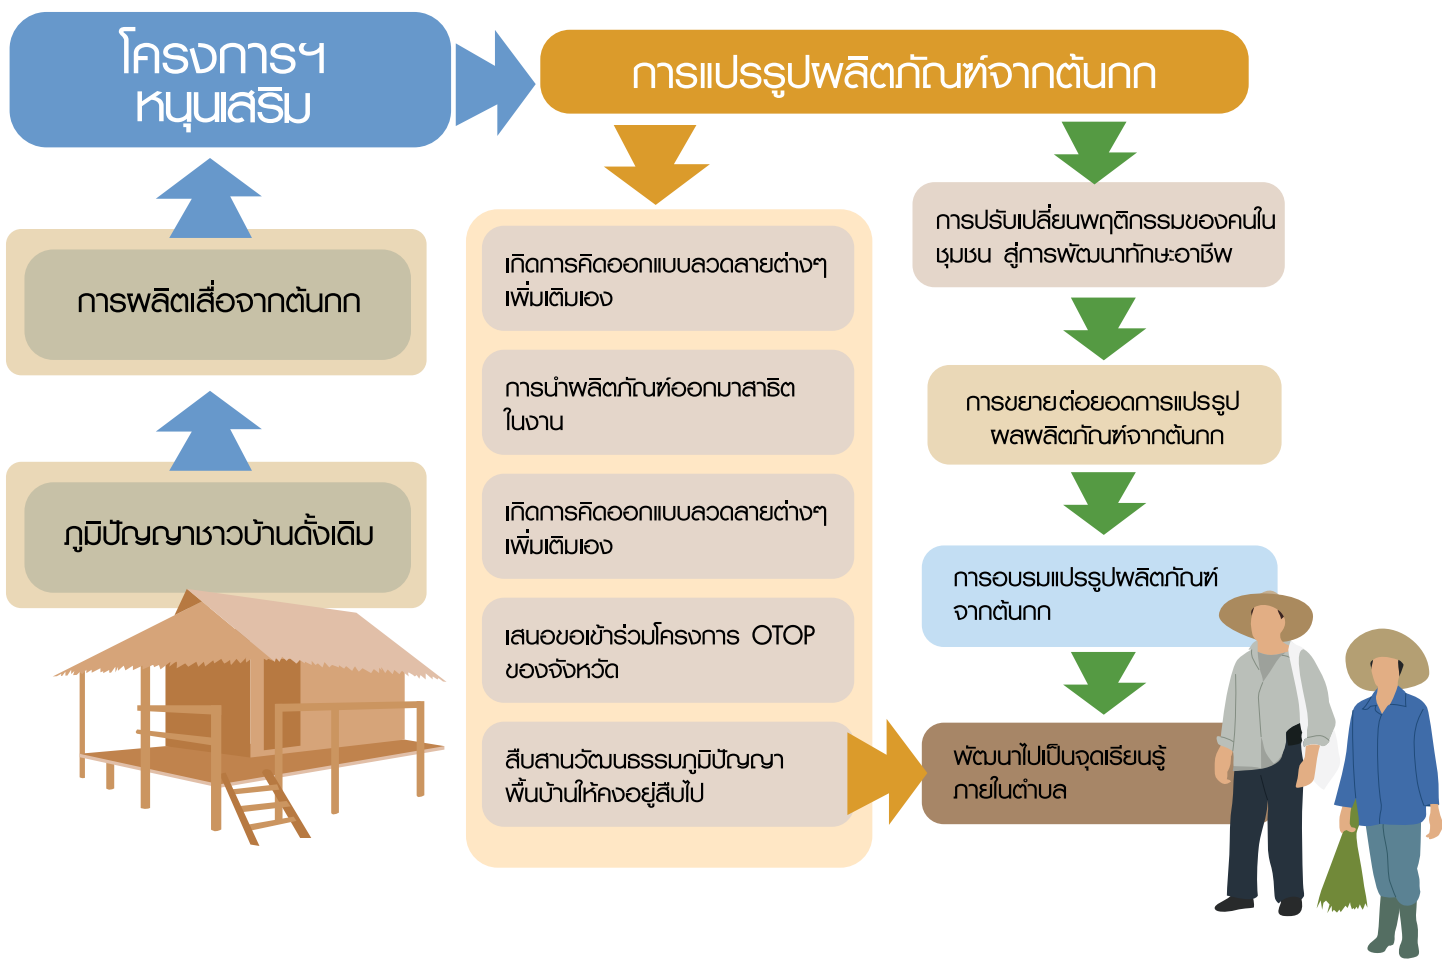 โครงการฯ
หนุนเสริม
การแปรรูปผลิตภัณฑ์จากต้นกก
การผลิตเสื่อจากต้นกก
ภูมิปัญญาชาวบ้านดั้งเดิม
เกิดการคิดออกแบบลวดลายต่างๆ
เพิ่มเติมเอง
การนำผลิตภัณฑ์ออกมาสาธิต
ในงาน
เกิดการคิดออกแบบลวดลายต่างๆ
เพิ่มเติมเอง
เสนอขอเข้าร่วมโครงการ OTOP
ของจังหวัด
สืบสานวัฒนธรรมภูมิปัญญา
พื้นบ้านให้คงอยู่สืบไป
การปรับเปลี่ยนพฤติกรรมของคนใน
ชุมชน สู่การพัฒนาทักษะอาชีพ
การขยายต่อยอดการแปรรูป
ผลผลิตภัณฑ์จากต้นกก
การอบรมแปรรูปผลิตภัณฑ์
จากต้นกก
พัฒนาไปเป็นจุดเรียนรู้
ภายในตำบล